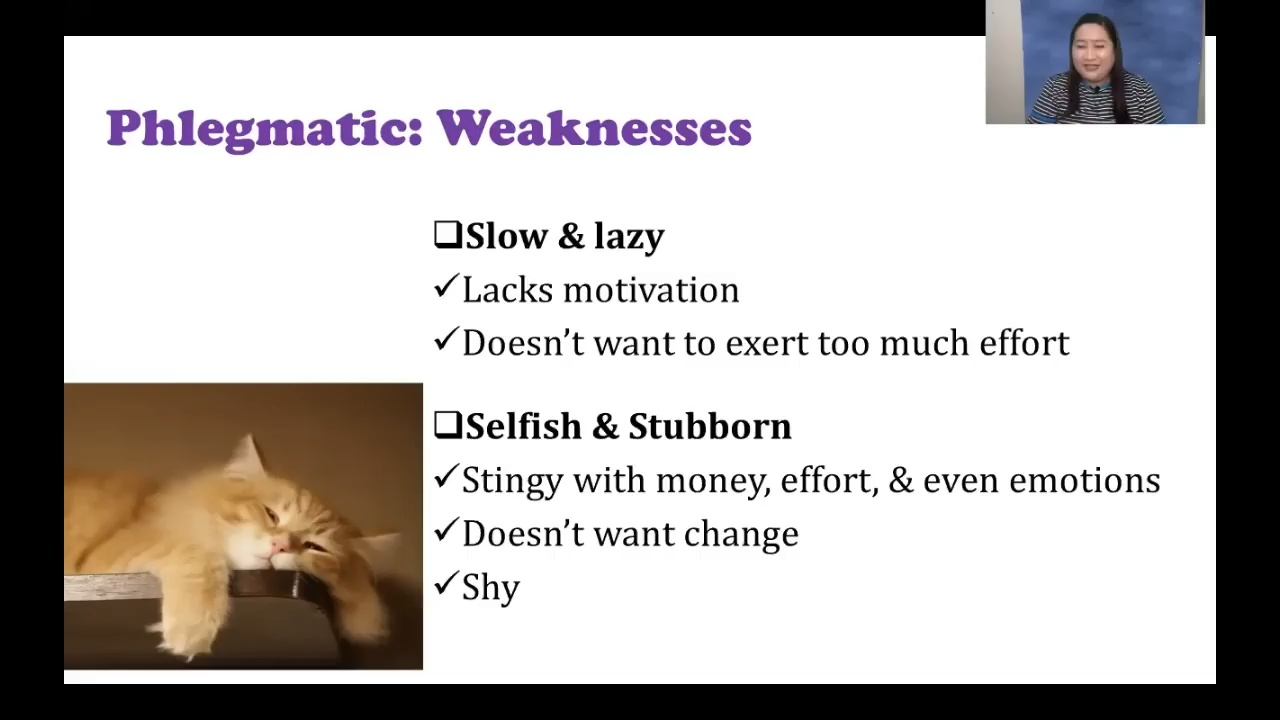 Phlegmatic: Weaknesses
❑Slow & lazy
✓Lacks motivation
✓Doesn’t want to exert too much effort
❑Selfish & Stubborn
✓Stingy with money, effort, & even emotions
✓Doesn’t want change
✓Shy